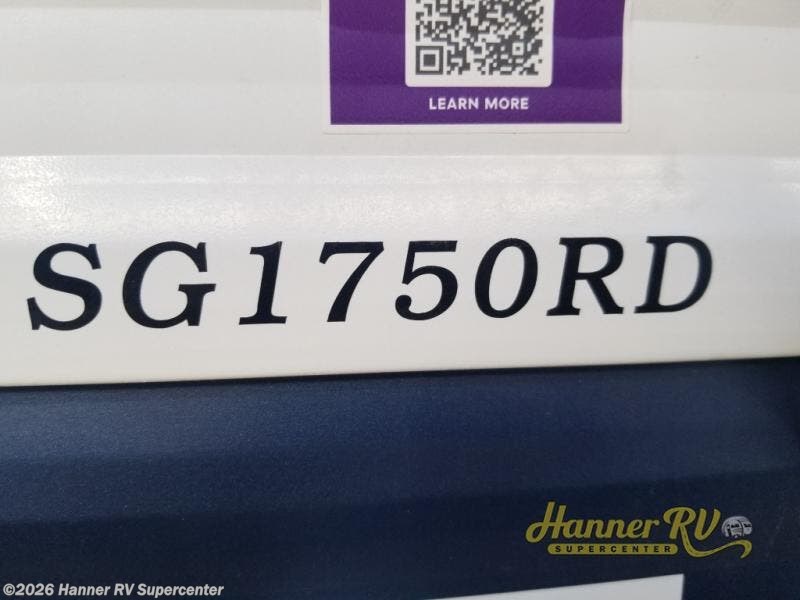 LEARN MORE
SG1750RD
Hanner RV
SUPERCENTER
©2026 Hanner RV Supercenter